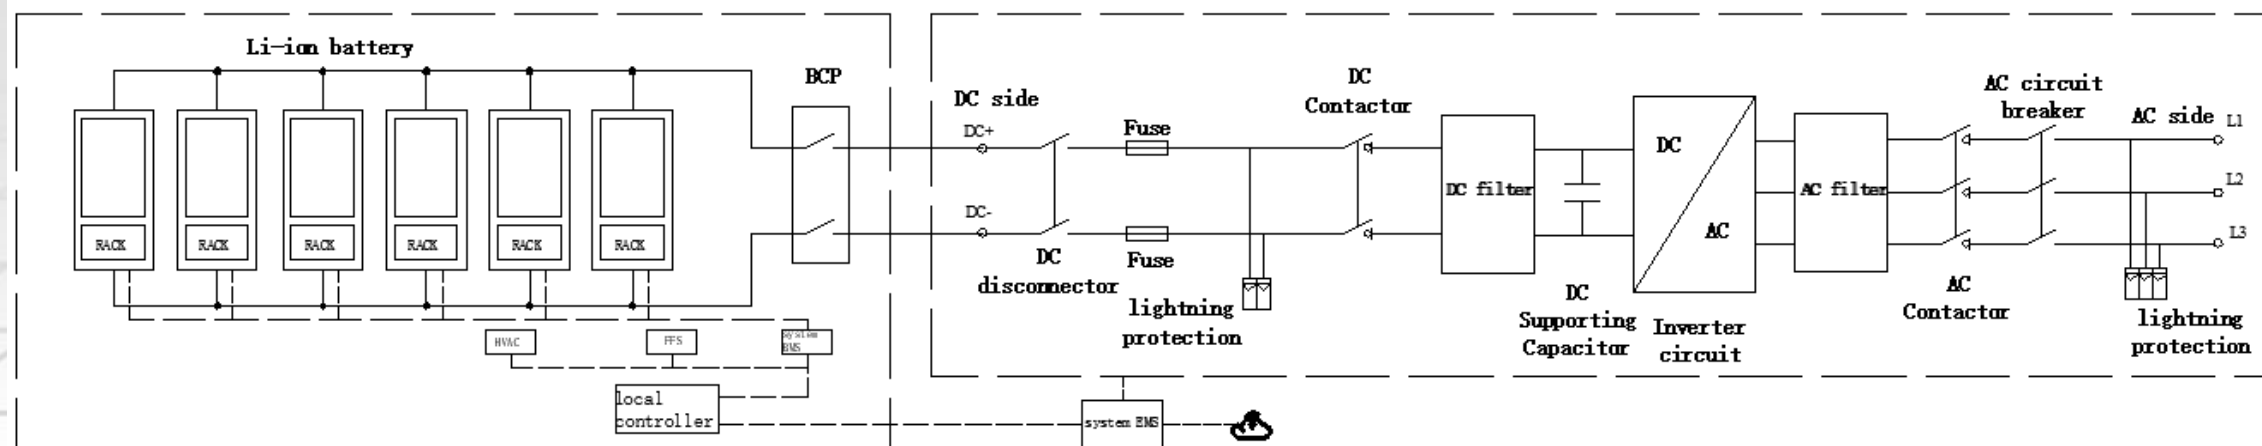 Li-ion battery
RACK
RACK
RACK
RACK
RACK
RACK
BCP
HVAC
FFS
system
BMS
local
controller
system EMS
DC side
DC+
DC-
DC
disconnector
Fuse
Fuse
lightning
protection
DC
Contactor
DC filter
DC
Supporting
Capacitor
DC
AC
Inverter
circuit
AC filter
AC
Contactor
AC circuit
breaker
AC side
L1
L2
L3
lightning
protection